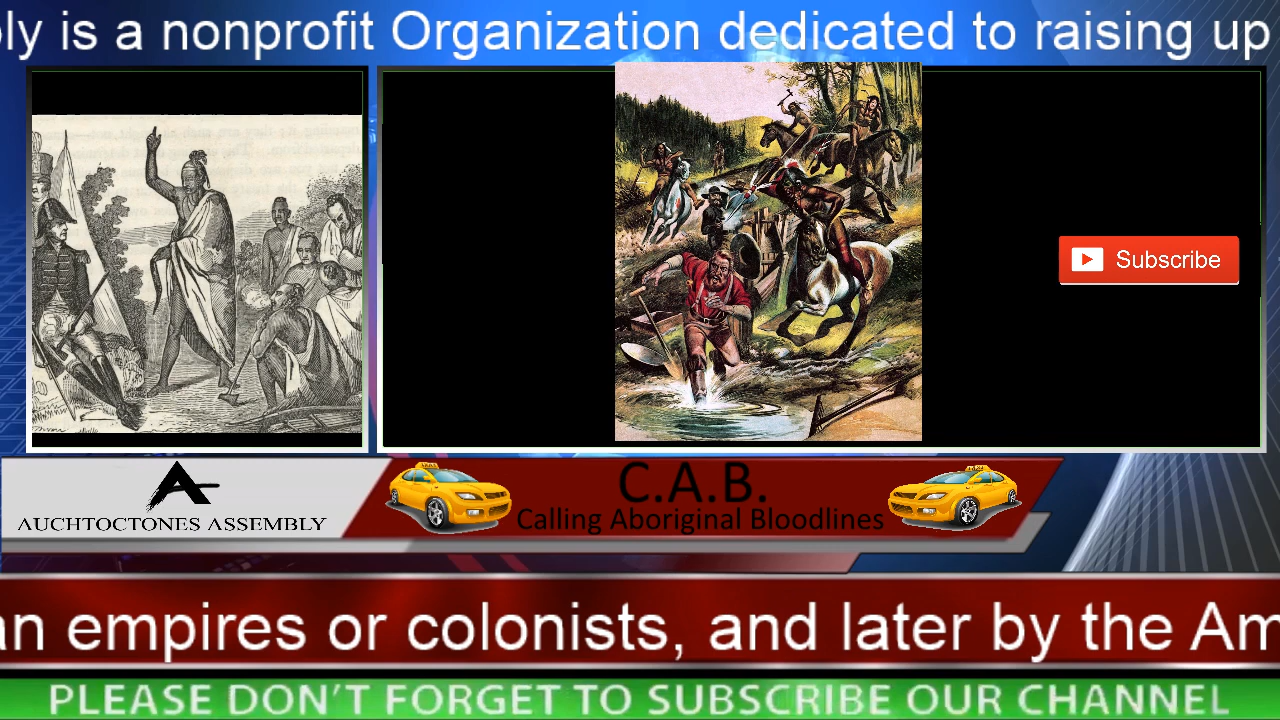 ly is a nonprofit Organization dedicated to raising up
Subscribe
AUCHTOCTONES ASSEMBLY
C.A.B.
Calling Aboriginal Bloodlines
an empires or colonists, and later by the Am
PLEASE DON'T FORGET TO SUBSCRIBE OUR CHANNEL